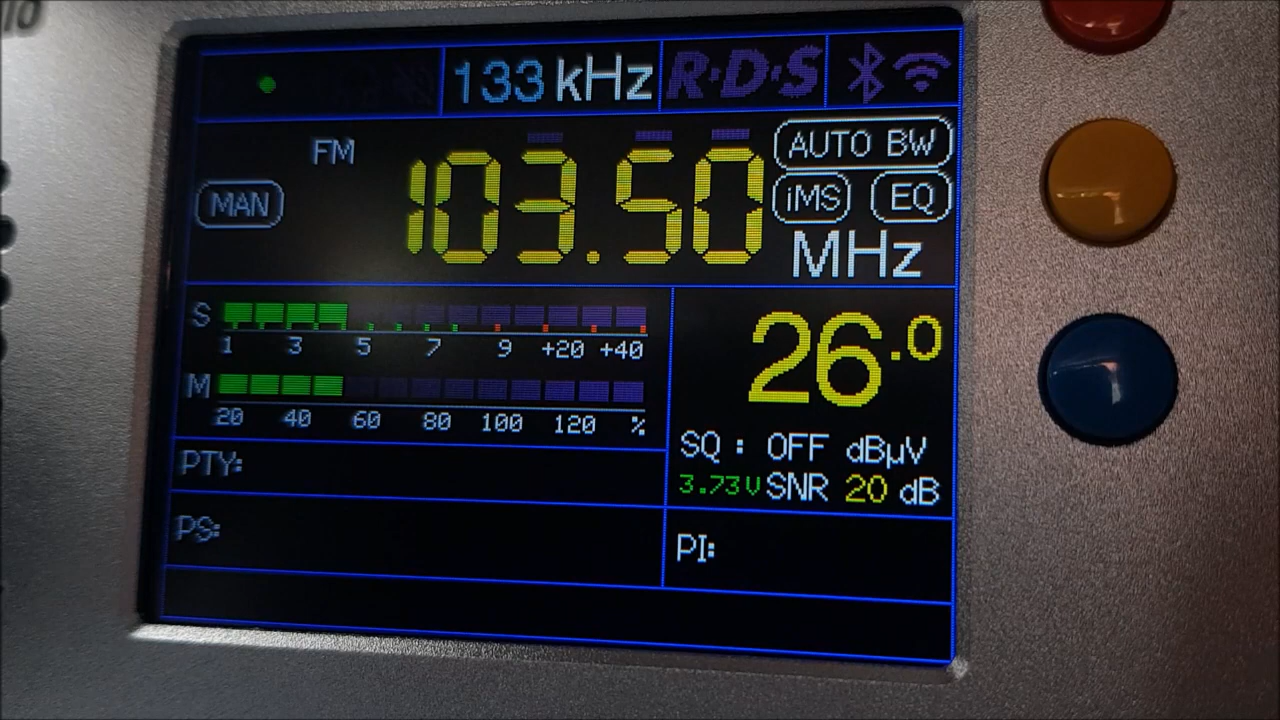 133 kHz R·D·S
FM 103.50 MHz
AUTO BW
MAN
iMS EQ
S
1 3 5 7 9 +20 +40
M
20 40 60 80 100 120 %
26.0
SQ : OFF dBµV
3.73V SNR 20 dB
PTY:
PS:
PI: